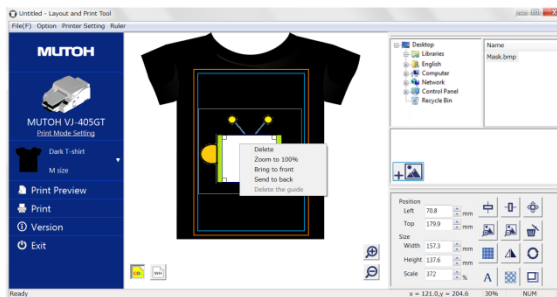 Untitled - Layout and Print Tool
File(F) Option Printer Setting Ruler
MUTOH
MUTOH VJ-405GT
Print Mode Setting
Dark T-shirt
M size
Print Preview
Print
Version
Exit
Ready
Delete
Zoom to 100%
Bring to front
Send to back
Delete the guide
WH
Desktop
Libraries
English
Computer
Network
Control Panel
Recycle Bin
Name
Mask.bmp
Position
Left 70.8 mm
Top 179.9 mm
Size
Width 157.3 mm
Height 137.6 mm
Scale 372 %
A
x = 121.0,y = 204.6 30% NUM